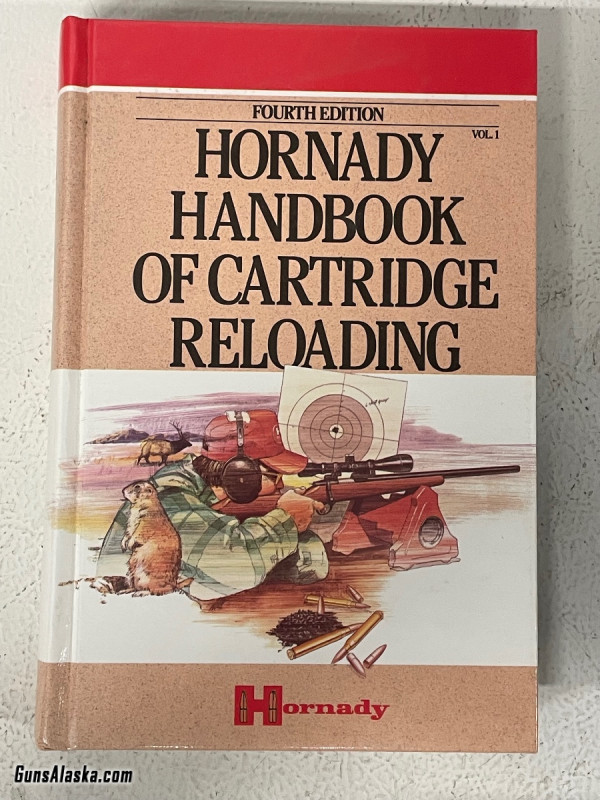 FOURTH EDITION
VOL. 1
HORNADY
HANDBOOK
OF CARTRIDGE
RELOADING
Hornady
GunsAlaska.com